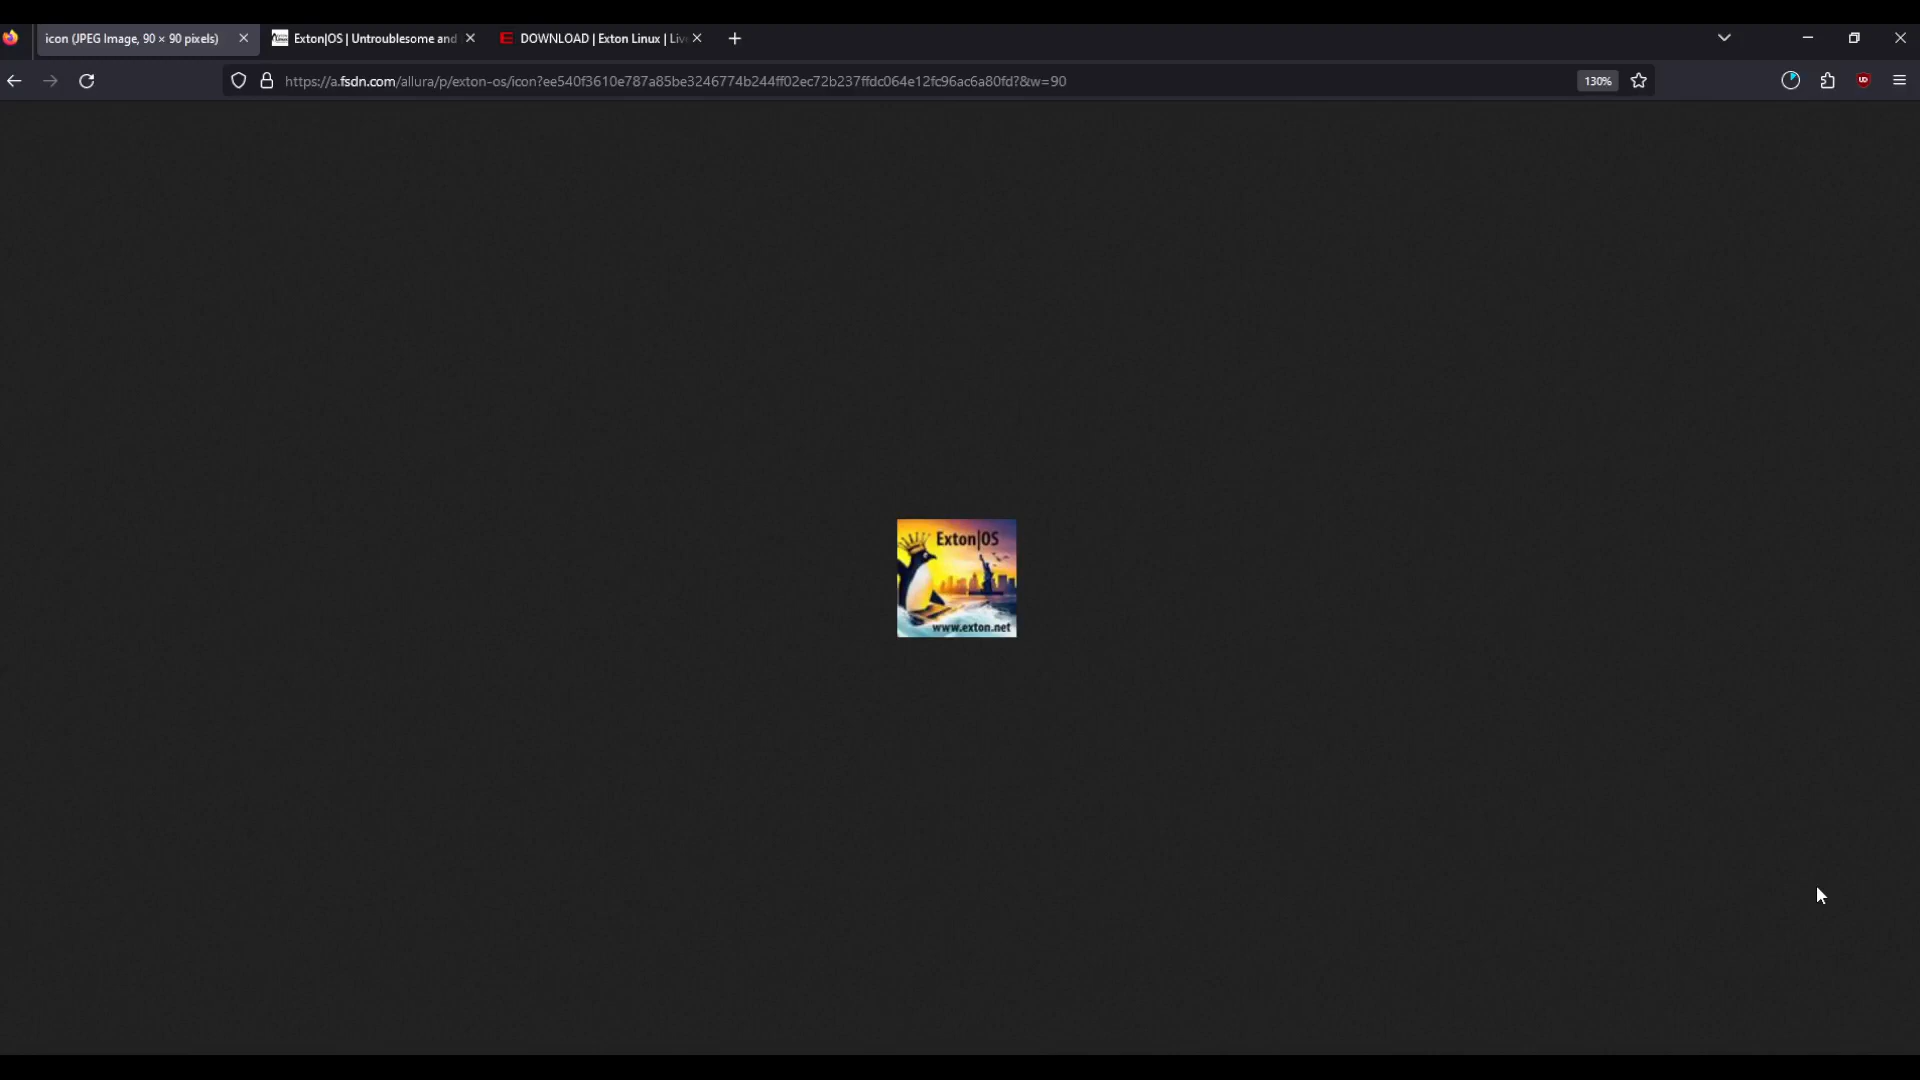 icon (JPEG Image, 90 × 90 pixels)
Exton|OS | Untroublesome and
DOWNLOAD | Exton Linux | Liv
https://a.fsdn.com/allura/p/exton-os/icon?ee540f3610e787a85be3246774b244ff02ec72b237ffdc064e12fc96ac6a80fd?&w=90
130%
Exton|OS
www.exton.net